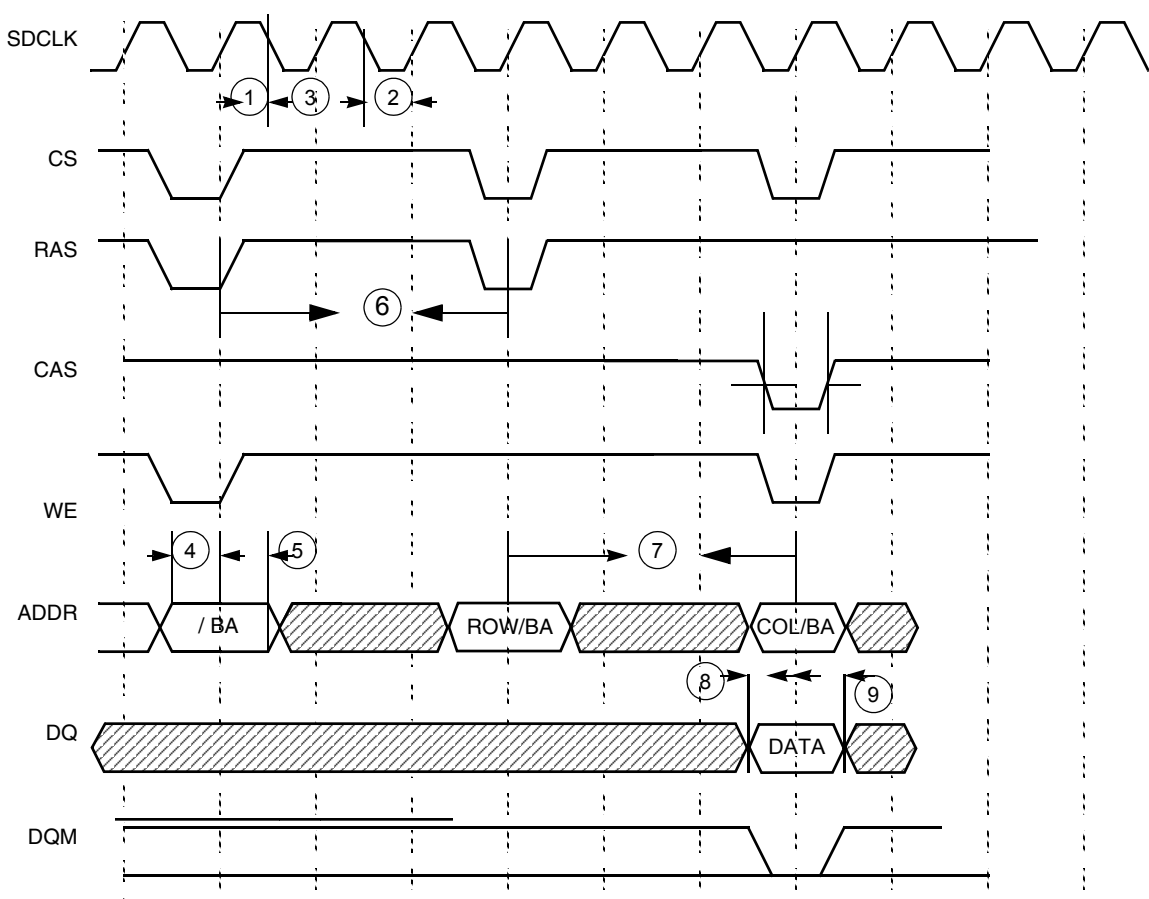 SDCLK
1 3 2
CS
RAS
6
CAS
WE
4 5 7
ADDR / BA ROW/BA COL/BA
8 9
DQ DATA
DQM